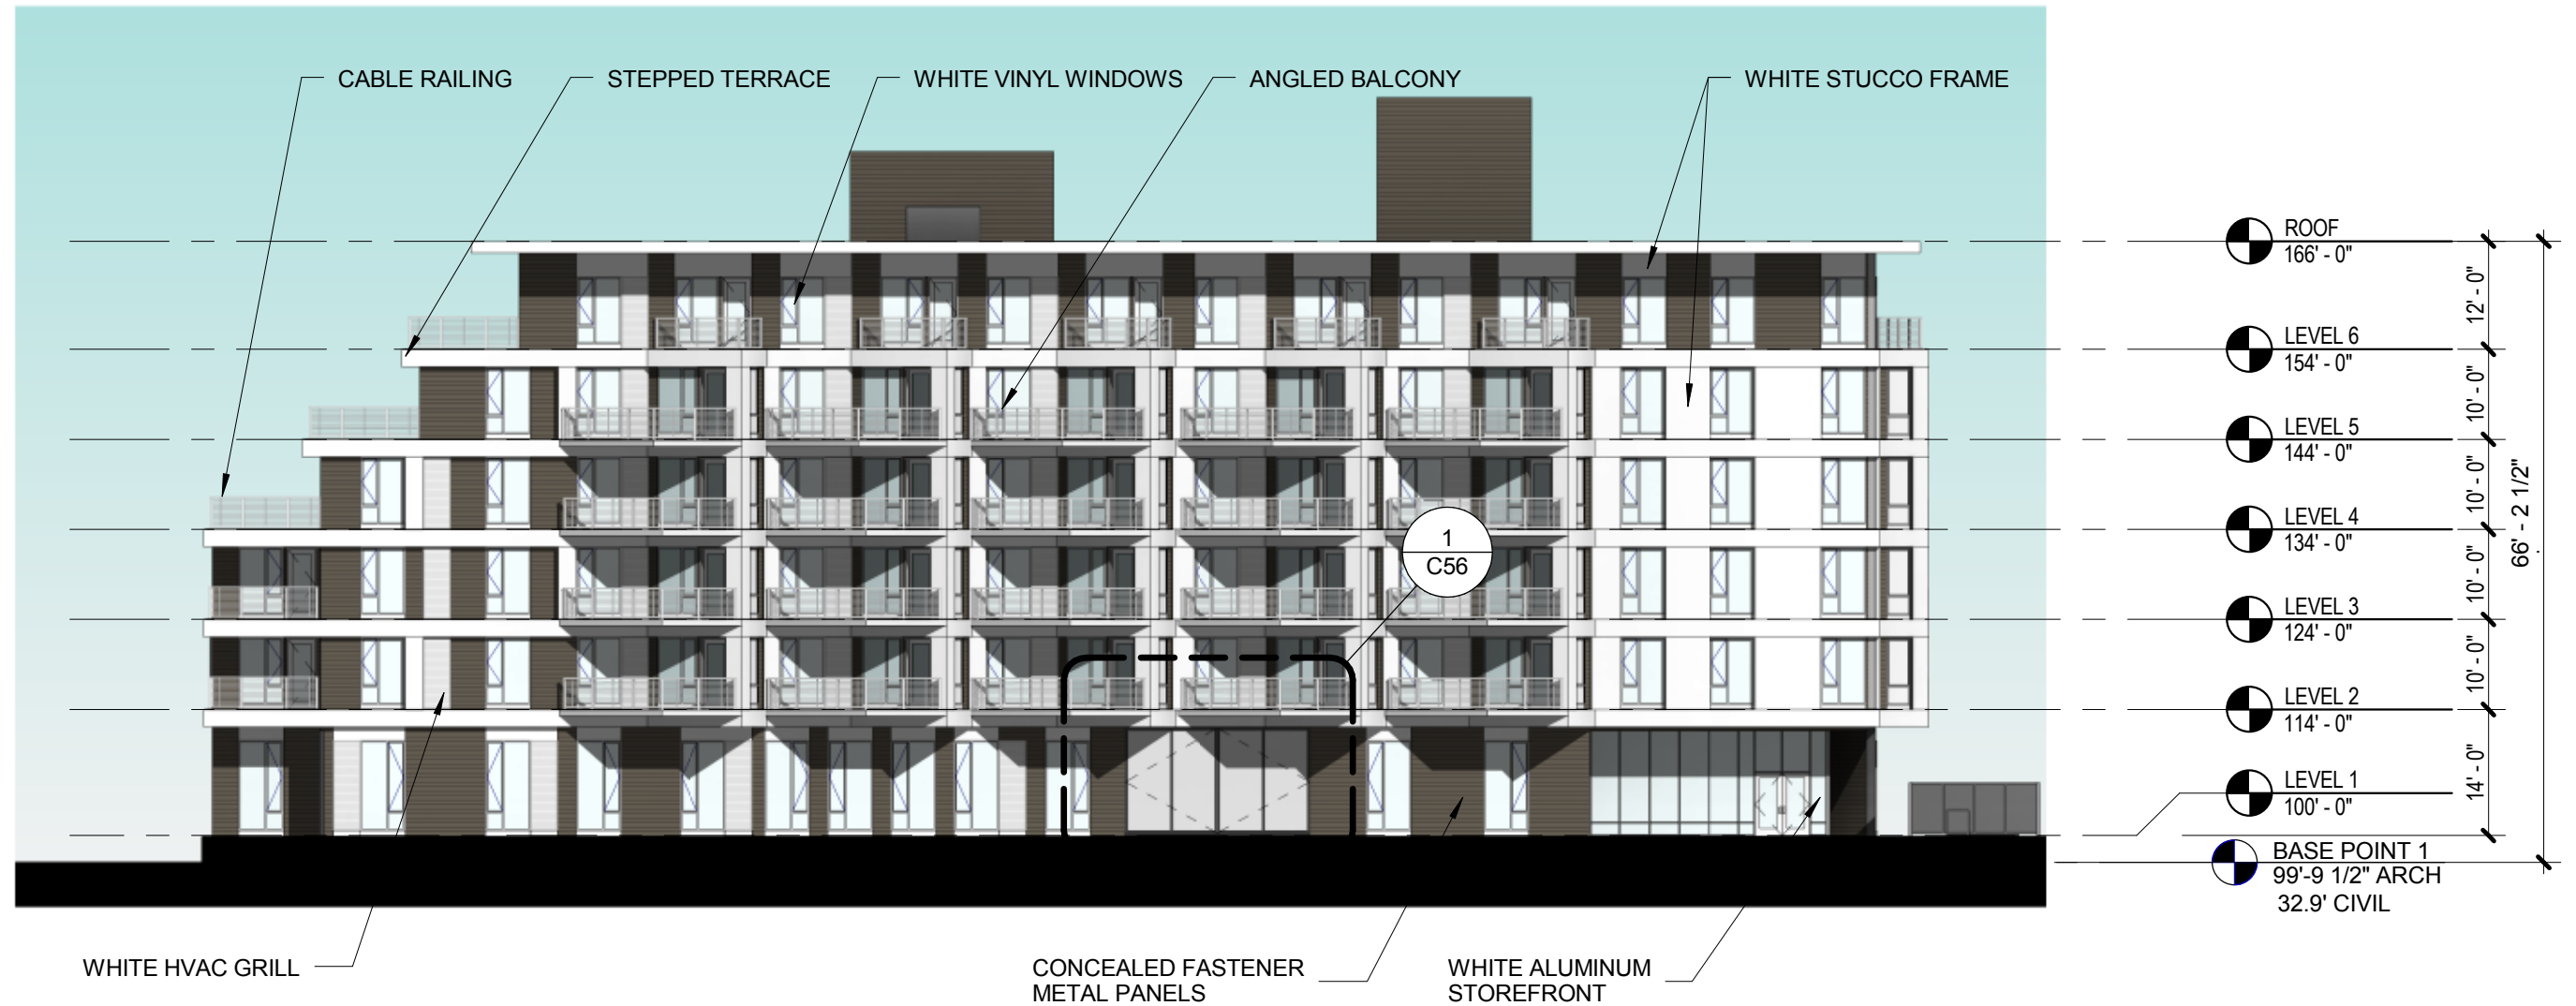 CABLE RAILING
STEPPED TERRACE
WHITE VINYL WINDOWS
ANGLED BALCONY
WHITE STUCCO FRAME
ROOF
166' - 0"
12' - 0"
LEVEL 6
154' - 0"
10' - 0"
LEVEL 5
144' - 0"
10' - 0"
LEVEL 4
134' - 0"
10' - 0"
LEVEL 3
124' - 0"
10' - 0"
LEVEL 2
114' - 0"
14' - 0"
LEVEL 1
100' - 0"
66' - 2 1/2"
BASE POINT 1
99'-9 1/2" ARCH
32.9' CIVIL
1
C56
WHITE HVAC GRILL
CONCEALED FASTENER
METAL PANELS
WHITE ALUMINUM
STOREFRONT